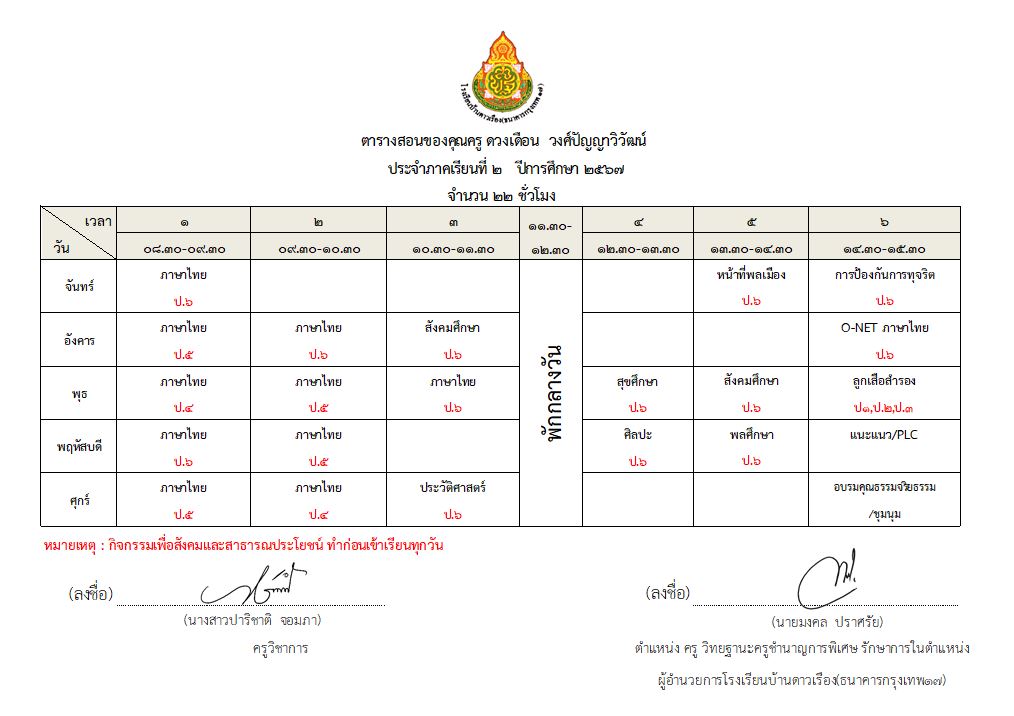 โรงเรียนบ้านดาวเรือง(ธนาคารกรุงเทพ ๑๗)
ตารางสอนของคุณครู ดวงเดือน วงศ์ปัญญาวิวัฒน์
ประจำภาคเรียนที่ ๒ ปีการศึกษา ๒๕๖๗
จำนวน ๒๒ ชั่วโมง
เวลา ๑ ๒ ๓ ๑๑.๓๐- ๔ ๕ ๖
วัน ๐๘.๓๐-๐๙.๓๐ ๐๙.๓๐-๑๐.๓๐ ๑๐.๓๐-๑๑.๓๐ ๑๒.๓๐ ๑๒.๓๐-๑๓.๓๐ ๑๓.๓๐-๑๔.๓๐ ๑๔.๓๐-๑๕.๓๐
จันทร์ ภาษาไทย หน้าที่พลเมือง การป้องกันการทุจริต
ป.๖ ป.๖ ป.๖
อังคาร ภาษาไทย ภาษาไทย สังคมศึกษา O-NET ภาษาไทย
ป.๕ ป.๖ ป.๖ ป.๖
พักกลางวัน
พุธ ภาษาไทย ภาษาไทย ภาษาไทย สุขศึกษา สังคมศึกษา ลูกเสือสำรอง
ป.๔ ป.๕ ป.๖ ป.๖ ป.๖ ป๑,ป.๒,ป.๓
พฤหัสบดี ภาษาไทย ภาษาไทย ศิลปะ พลศึกษา แนะแนว/PLC
ป.๖ ป.๕ ป.๖ ป.๖
ศุกร์ ภาษาไทย ภาษาไทย ประวัติศาสตร์ อบรมคุณธรรมจริยธรรม
ป.๕ ป.๔ ป.๖ /ชุมนุม
หมายเหตุ : กิจกรรมเพื่อสังคมและสาธารณประโยชน์ ทำก่อนเข้าเรียนทุกวัน
(ลงชื่อ) (ลงชื่อ)
(นางสาวปาริชาติ จอมภา) (นายมงคล ปราศรัย)
ครูวิชาการ ตำแหน่ง ครู วิทยฐานะครูชำนาญการพิเศษ รักษาการในตำแหน่ง
ผู้อำนวยการโรงเรียนบ้านดาวเรือง(ธนาคารกรุงเทพ๑๗)